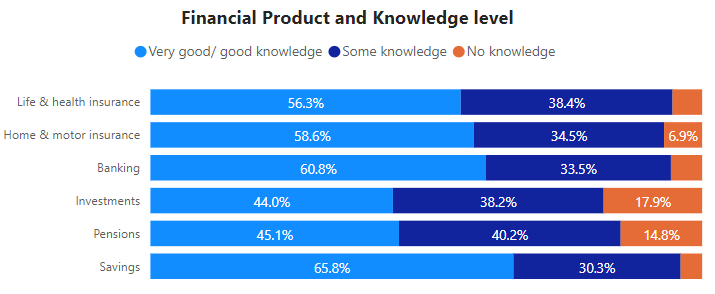 Financial Product and Knowledge level
Very good/ good knowledge Some knowledge No knowledge
Life & health insurance 56.3% 38.4%
Home & motor insurance 58.6% 34.5% 6.9%
Banking 60.8% 33.5%
Investments 44.0% 38.2% 17.9%
Pensions 45.1% 40.2% 14.8%
Savings 65.8% 30.3%